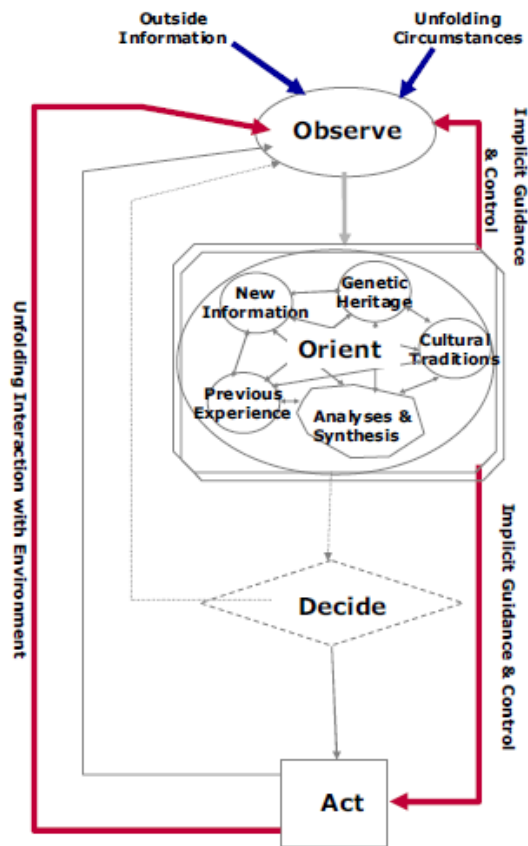 Outside
Information
Unfolding
Circumstances
Observe
Implicit Guidance
& Control
New
Information
Genetic
Heritage
Orient
Cultural
Traditions
Previous
Experience
Analyses &
Synthesis
Unfolding Interaction with Environment
Implicit Guidance & Control
Decide
Act